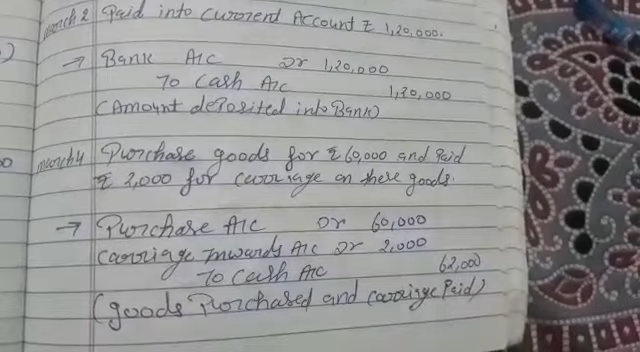 March 2 Paid into Current Account ₹ 1,20,000.
→ Bank A/c Dr 1,20,000
To Cash A/c 1,20,000
(Amount deposited into Bank)
March 4 Purchase goods for ₹ 60,000 and Paid
₹ 2,000 for carriage on these goods.
→ Purchase A/c Dr 60,000
Carriage Inwards A/c Dr 2,000
To Cash A/c 62,000
(goods Purchased and carriage Paid)